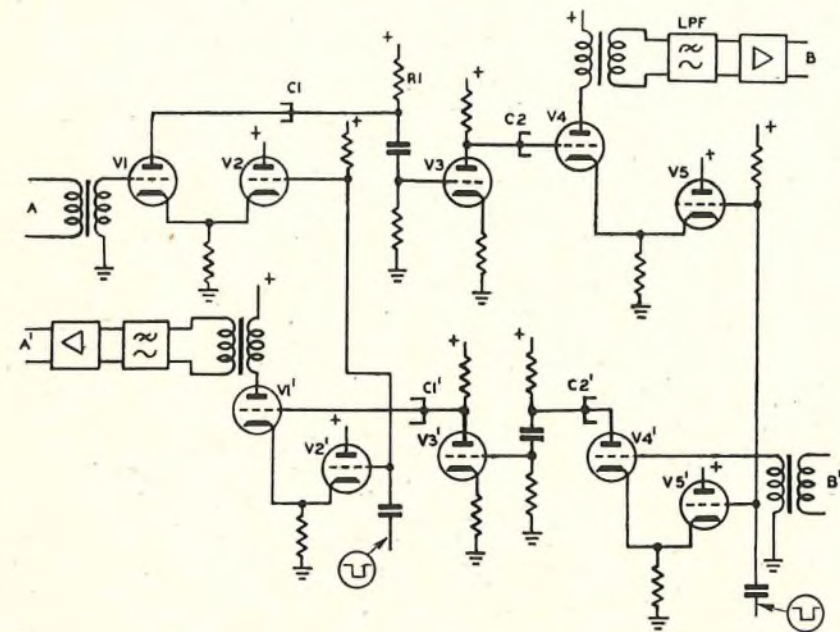 +
+
LPF
R1
C1
+
+
B
+
+
V4
C2
V1
V2
V3
V5
+
A
+
+
+
A'
C1'
C2'
V1'
+
V3'
V4'
V2'
V5'
+
B'